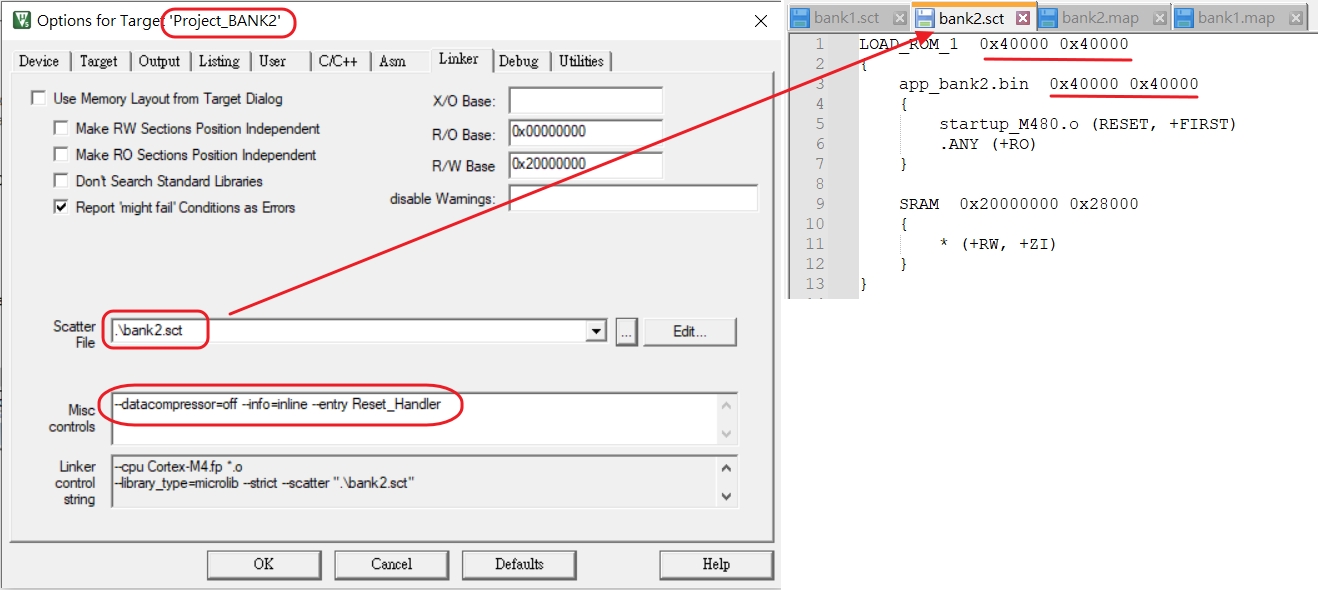 Options for Target 'Project_BANK2'
Device Target Output Listing User C/C++ Asm Linker Debug Utilities
Use Memory Layout from Target Dialog
Make RW Sections Position Independent
Make RO Sections Position Independent
Don't Search Standard Libraries
Report 'might fail' Conditions as Errors
X/O Base:
R/O Base: 0x00000000
R/W Base 0x20000000
disable Warnings:
Scatter
File
.\bank2.sct
... Edit...
Misc
controls
--datacompressor=off --info=inline --entry Reset_Handler
Linker
control
string
--cpu Cortex-M4.fp *.o
--library_type=microlib --strict --scatter ".\bank2.sct"
OK Cancel Defaults Help
bank1.sct bank2.sct bank2.map bank1.map
1 LOAD_ROM_1 0x40000 0x40000
2 {
3 app_bank2.bin 0x40000 0x40000
4 {
5 startup_M480.o (RESET, +FIRST)
6 .ANY (+RO)
7 }
8
9 SRAM 0x20000000 0x28000
10 {
11 * (+RW, +ZI)
12 }
13 }